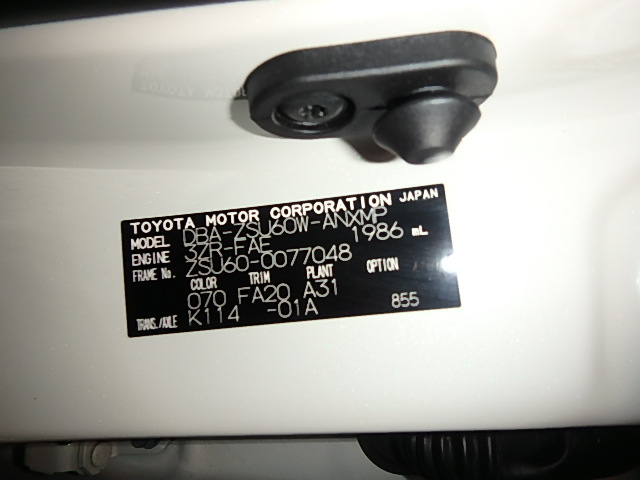 TOYOTA MOTOR CORPORATION JAPAN
MODEL DBA-ZSU60W-ANXMP
ENGINE 3ZR-FAE 1986 mL
FRAME No. ZSU60-0077048
COLOR TRIM PLANT OPTION
070 FA20 A31
TRANS./AXLE K114 -01A 855